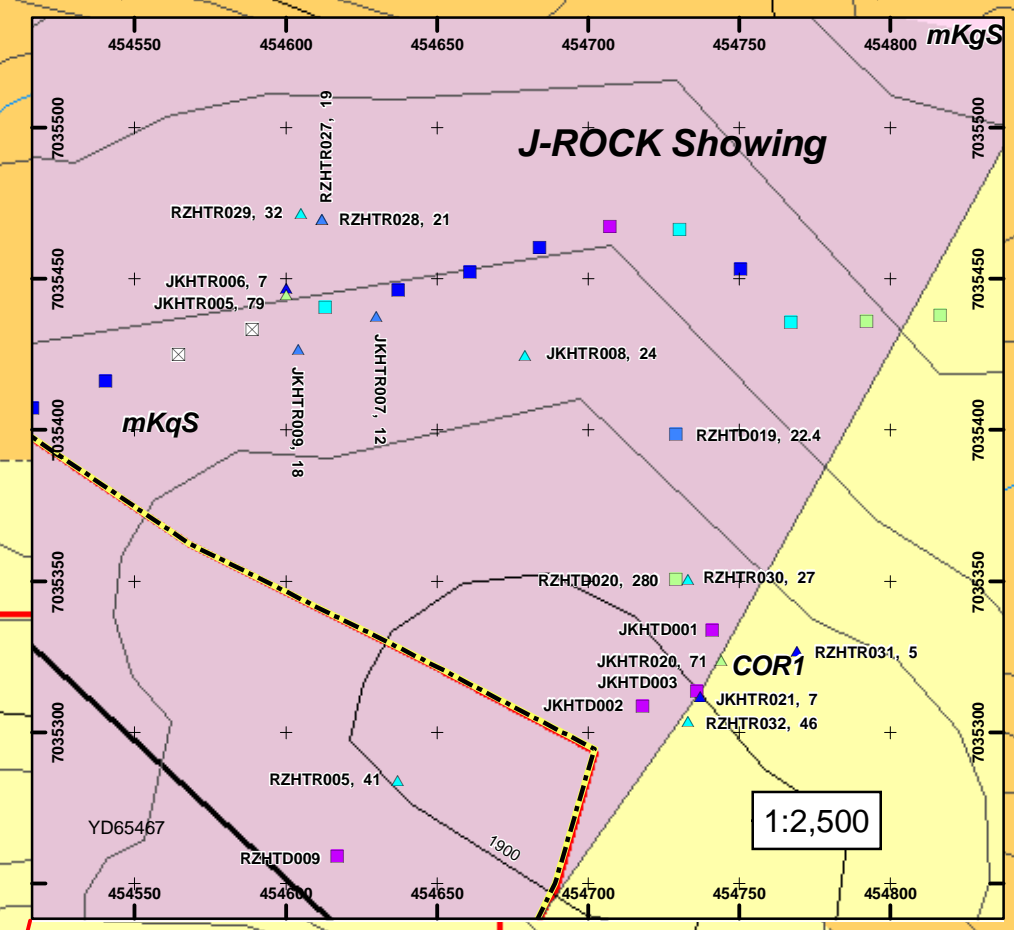 454550
454600
454650
454700
454750
454800
mKgS
7035500
7035500
RZHTR027, 19
J-ROCK Showing
RZHTR029, 32
RZHTR028, 21
7035450
7035450
JKHTR006, 7
JKHTR005, 79
JKHTR007, 12
JKHTR008, 24
JKHTR009, 18
mKqS
7035400
7035400
RZHTD019, 22.4
7035350
7035350
RZHTD020, 280
RZHTR030, 27
JKHTD001
RZHTR031, 5
JKHTR020, 71
COR1
JKHTD003
JKHTD002
JKHTR021, 7
RZHTR032, 46
7035300
7035300
RZHTR005, 41
YD65467
1:2,500
1900
RZHTD009
454550
454600
454650
454700
454750
454800